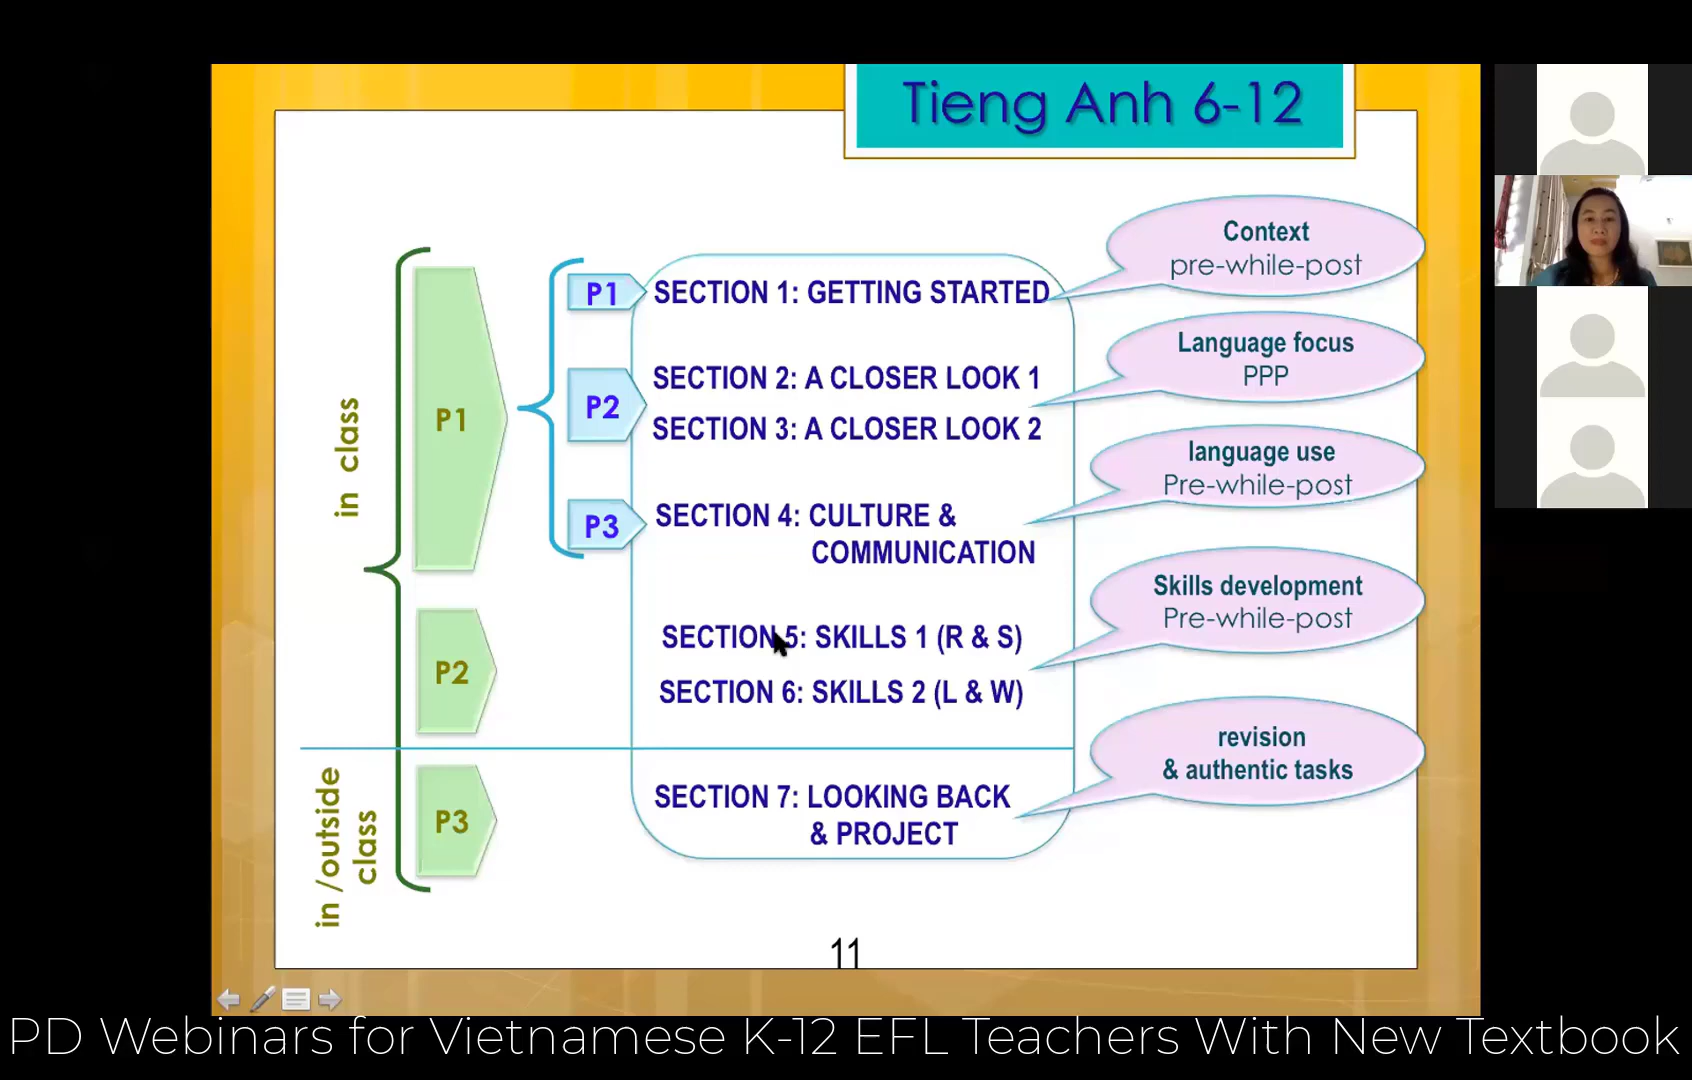 Tieng Anh 6-12
in class
P1
P2
in /outside
class
P3
P1
SECTION 1: GETTING STARTED
Context
pre-while-post
P2
SECTION 2: A CLOSER LOOK 1
SECTION 3: A CLOSER LOOK 2
Language focus
PPP
P3
SECTION 4: CULTURE &
COMMUNICATION
language use
Pre-while-post
SECTION 5: SKILLS 1 (R & S)
SECTION 6: SKILLS 2 (L & W)
Skills development
Pre-while-post
SECTION 7: LOOKING BACK
& PROJECT
revision
& authentic tasks
11
PD Webinars for Vietnamese K-12 EFL Teachers With New Textbook